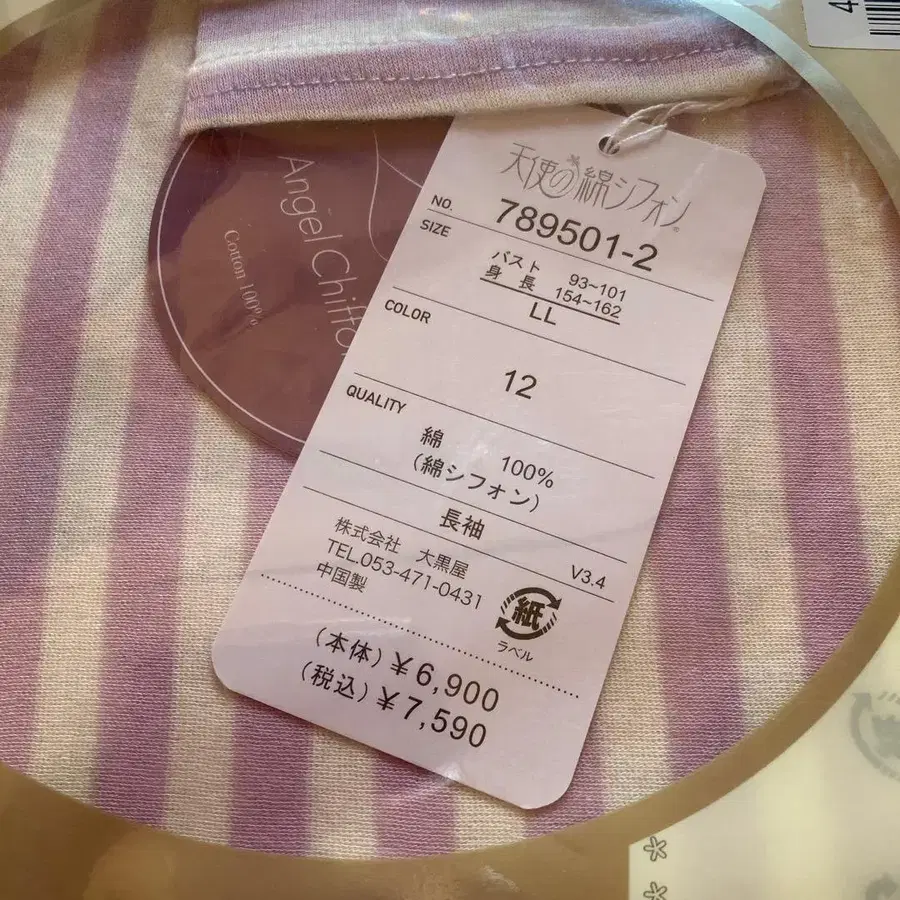 天使の綿シフォン®
NO. 789501-2
SIZE
バスト 93~101
身長 154~162
LL
COLOR
12
QUALITY
綿 100%
(綿シフォン)
長袖
株式会社 大黒屋 V3.4
TEL.053-471-0431
中国製
紙
ラベル
(本体) ¥6,900
(税込) ¥7,590
Angel Chiffo
Cotton 100%
4